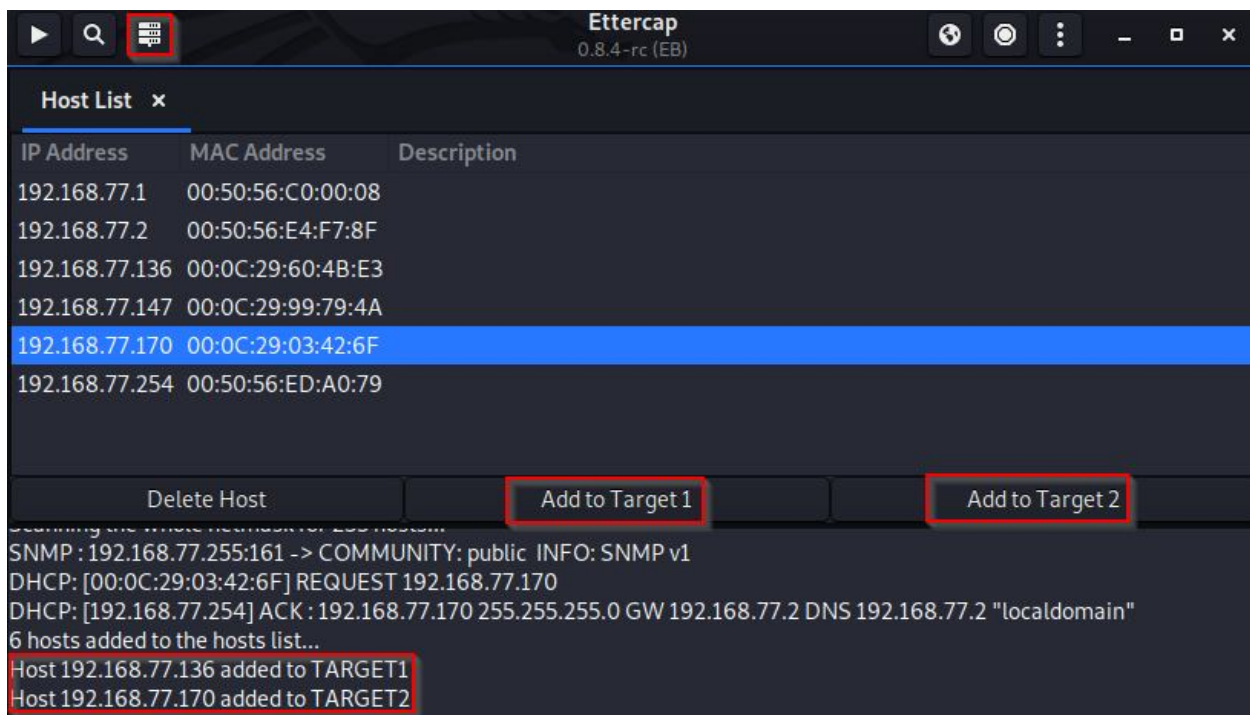 Ettercap
0.8.4-rc (EB)
Host List ×
IP Address MAC Address Description
192.168.77.1 00:50:56:C0:00:08
192.168.77.2 00:50:56:E4:F7:8F
192.168.77.136 00:0C:29:60:4B:E3
192.168.77.147 00:0C:29:99:79:4A
192.168.77.170 00:0C:29:03:42:6F
192.168.77.254 00:50:56:ED:A0:79
Delete Host Add to Target 1 Add to Target 2
Scanning the whole netmask for 255 hosts...
SNMP : 192.168.77.255:161 -> COMMUNITY: public INFO: SNMP v1
DHCP: [00:0C:29:03:42:6F] REQUEST 192.168.77.170
DHCP: [192.168.77.254] ACK : 192.168.77.170 255.255.255.0 GW 192.168.77.2 DNS 192.168.77.2 "localdomain"
6 hosts added to the hosts list...
Host 192.168.77.136 added to TARGET1
Host 192.168.77.170 added to TARGET2